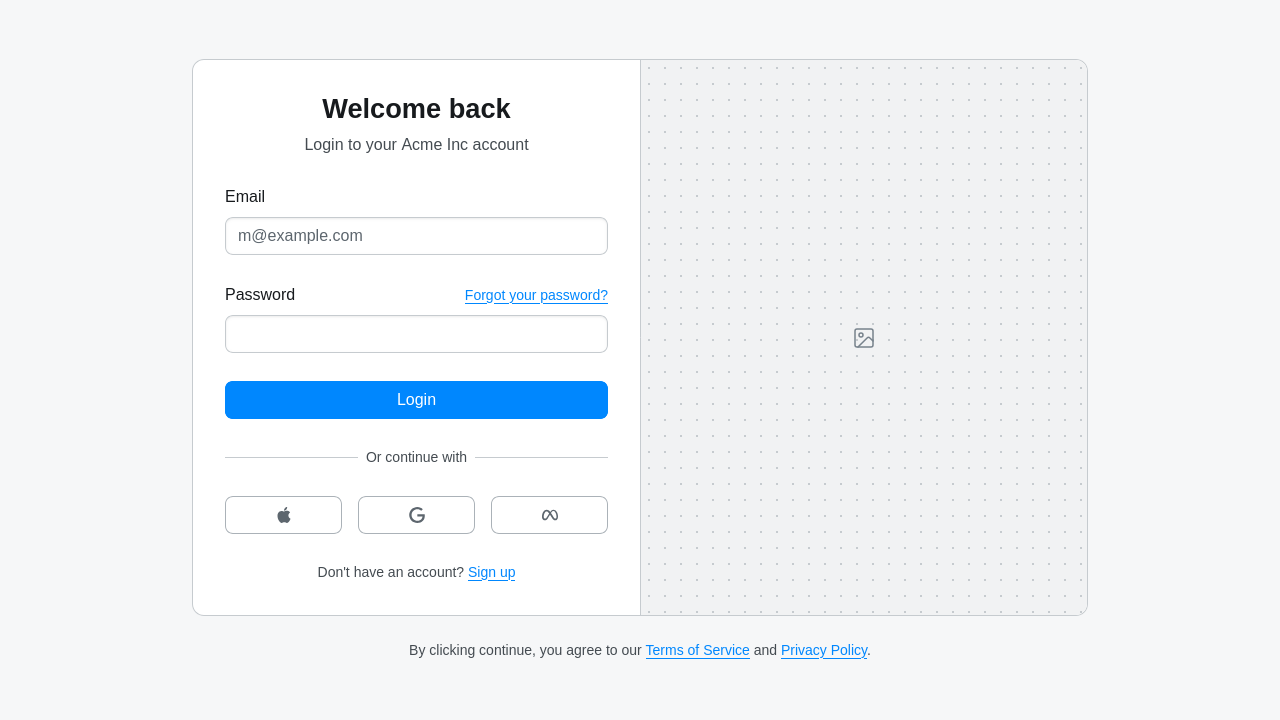 Welcome back
Login to your Acme Inc account
Email
m@example.com
Password
Forgot your password?
Login
Or continue with
Don't have an account? Sign up
By clicking continue, you agree to our Terms of Service and Privacy Policy.